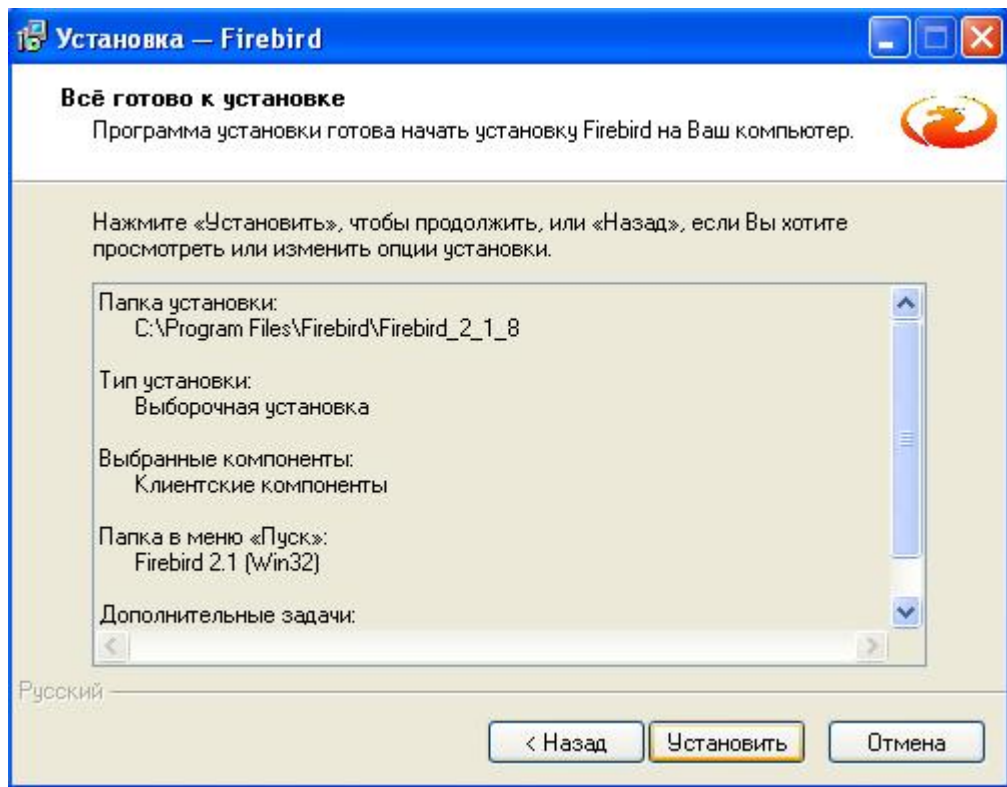 Установка — Firebird
Всё готово к установке
Программа установки готова начать установку Firebird на Ваш компьютер.
Нажмите «Установить», чтобы продолжить, или «Назад», если Вы хотите
просмотреть или изменить опции установки.
Папка установки:
C:\Program Files\Firebird\Firebird_2_1_8
Тип установки:
Выборочная установка
Выбранные компоненты:
Клиентские компоненты
Папка в меню «Пуск»:
Firebird 2.1 (Win32)
Дополнительные задачи:
Русский
< Назад Установить Отмена